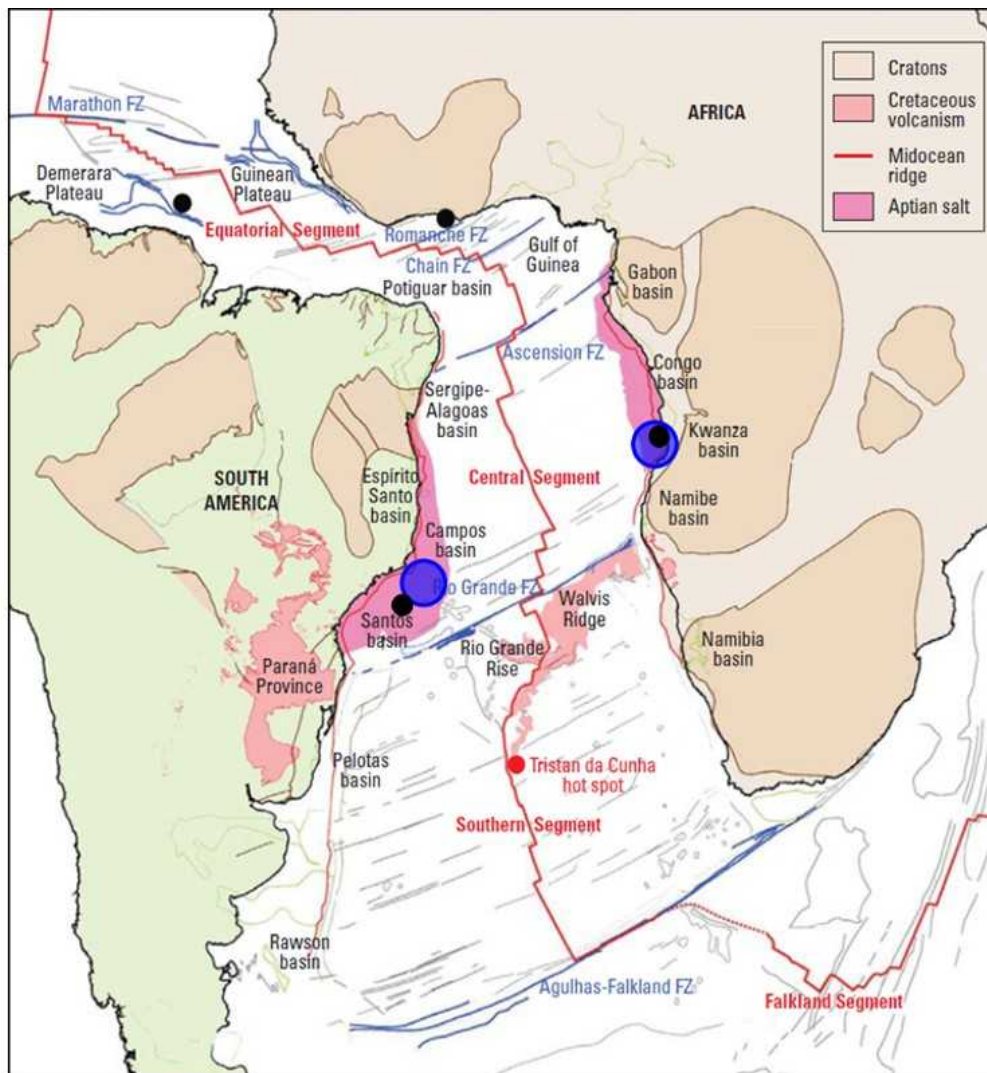 Cratons
Cretaceous
volcanism
Midocean
ridge
Aptian salt
AFRICA
Marathon FZ
Demerara
Plateau
Guinean
Plateau
Equatorial Segment
Romanche FZ
Chain FZ
Potiguar basin
Gulf of
Guinea
Gabon
basin
Ascension FZ
Congo
basin
Sergipe-
Alagoas
basin
Kwanza
basin
SOUTH
AMERICA
Espírito
Santo
basin
Central Segment
Namibe
basin
Campos
basin
Rio Grande FZ
Walvis
Ridge
Santos
basin
Rio Grande
Rise
Namibia
basin
Paraná
Province
Pelotas
basin
Tristan da Cunha
hot spot
Southern Segment
Rawson
basin
Agulhas-Falkland FZ
Falkland Segment